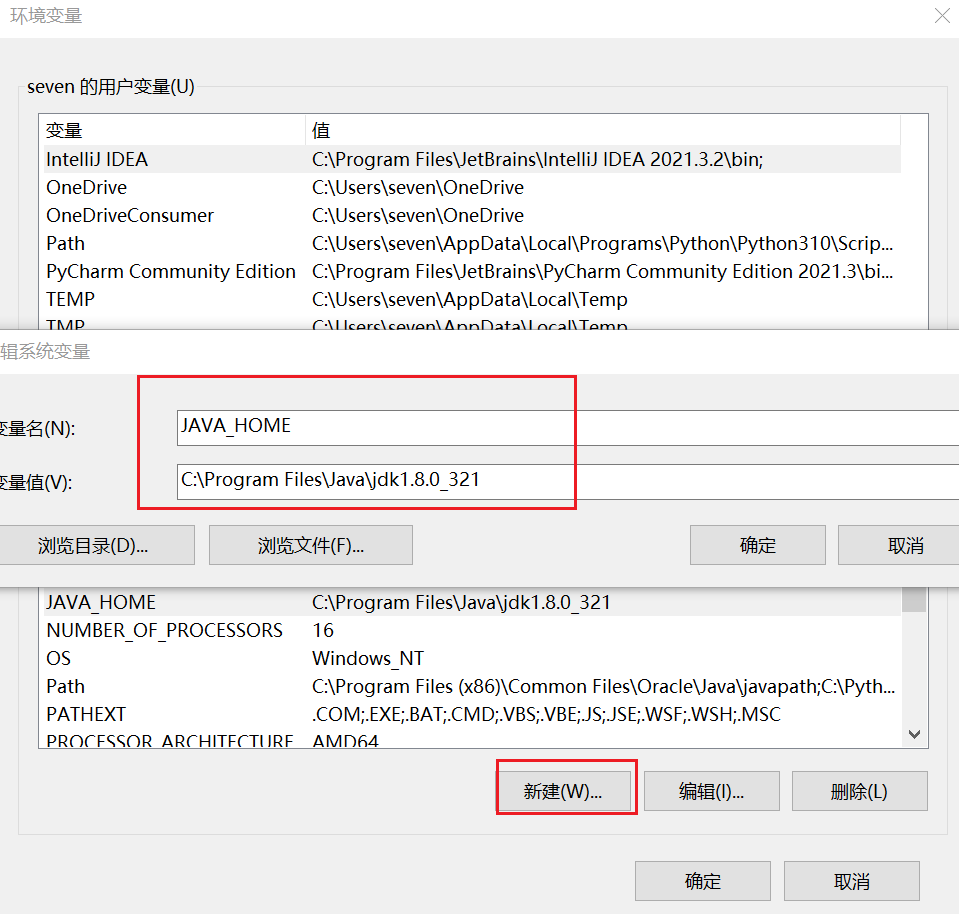 环境变量
seven 的用户变量(U)
变量 值
IntelliJ IDEA C:\Program Files\JetBrains\IntelliJ IDEA 2021.3.2\bin;
OneDrive C:\Users\seven\OneDrive
OneDriveConsumer C:\Users\seven\OneDrive
Path C:\Users\seven\AppData\Local\Programs\Python\Python310\Scrip...
PyCharm Community Edition C:\Program Files\JetBrains\PyCharm Community Edition 2021.3\bi...
TEMP C:\Users\seven\AppData\Local\Temp
TMP C:\Users\seven\AppData\Local\Temp
辑系统变量
变量名(N): JAVA_HOME
变量值(V): C:\Program Files\Java\jdk1.8.0_321
浏览目录(D)... 浏览文件(F)... 确定 取消
JAVA_HOME C:\Program Files\Java\jdk1.8.0_321
NUMBER_OF_PROCESSORS 16
OS Windows_NT
Path C:\Program Files (x86)\Common Files\Oracle\Java\javapath;C:\Pyth...
PATHEXT .COM;.EXE;.BAT;.CMD;.VBS;.VBE;.JS;.JSE;.WSF;.WSH;.MSC
PROCESSOR_ARCHITECTURE AMD64
新建(W)... 编辑(I)... 删除(L)
确定 取消